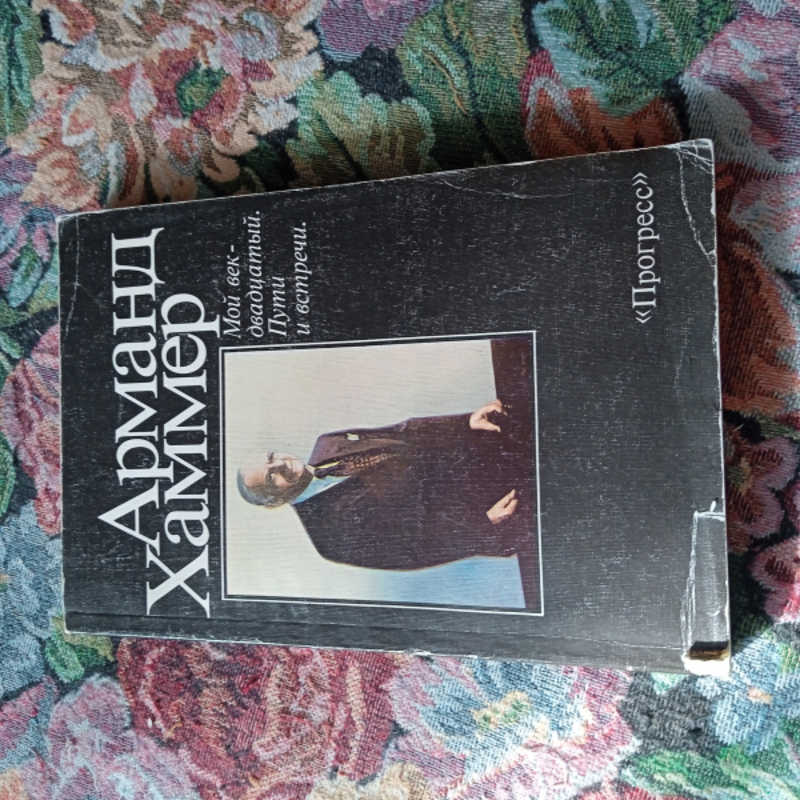 Арманд
Хаммер
Мой век-
двадцатый.
Пути
и встречи.
«Прогресс»